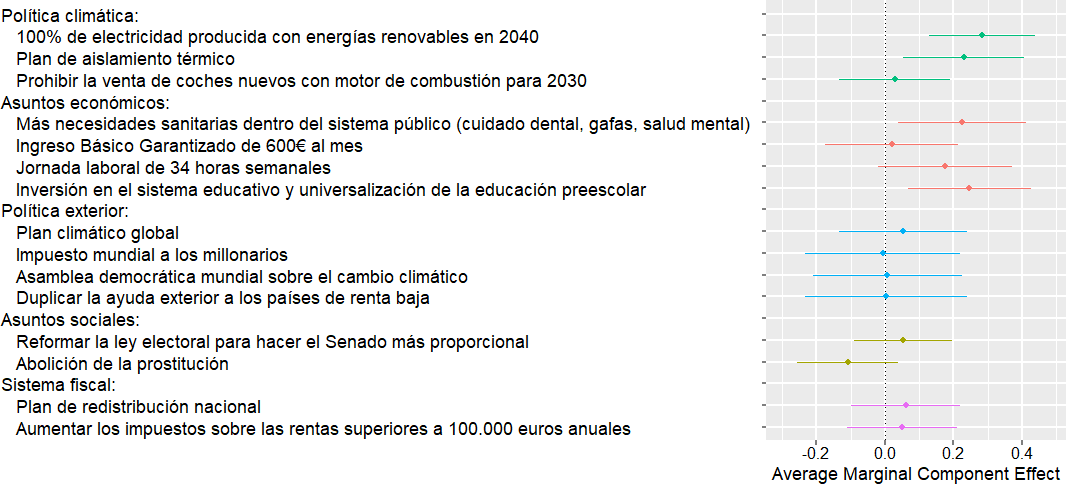 Política climática:
100% de electricidad producida con energías renovables en 2040
Plan de aislamiento térmico
Prohibir la venta de coches nuevos con motor de combustión para 2030
Asuntos económicos:
Más necesidades sanitarias dentro del sistema público (cuidado dental, gafas, salud mental)
Ingreso Básico Garantizado de 600€ al mes
Jornada laboral de 34 horas semanales
Inversión en el sistema educativo y universalización de la educación preescolar
Política exterior:
Plan climático global
Impuesto mundial a los millonarios
Asamblea democrática mundial sobre el cambio climático
Duplicar la ayuda exterior a los países de renta baja
Asuntos sociales:
Reformar la ley electoral para hacer el Senado más proporcional
Abolición de la prostitución
Sistema fiscal:
Plan de redistribución nacional
Aumentar los impuestos sobre las rentas superiores a 100.000 euros anuales
-0.2 0.0 0.2 0.4
Average Marginal Component Effect